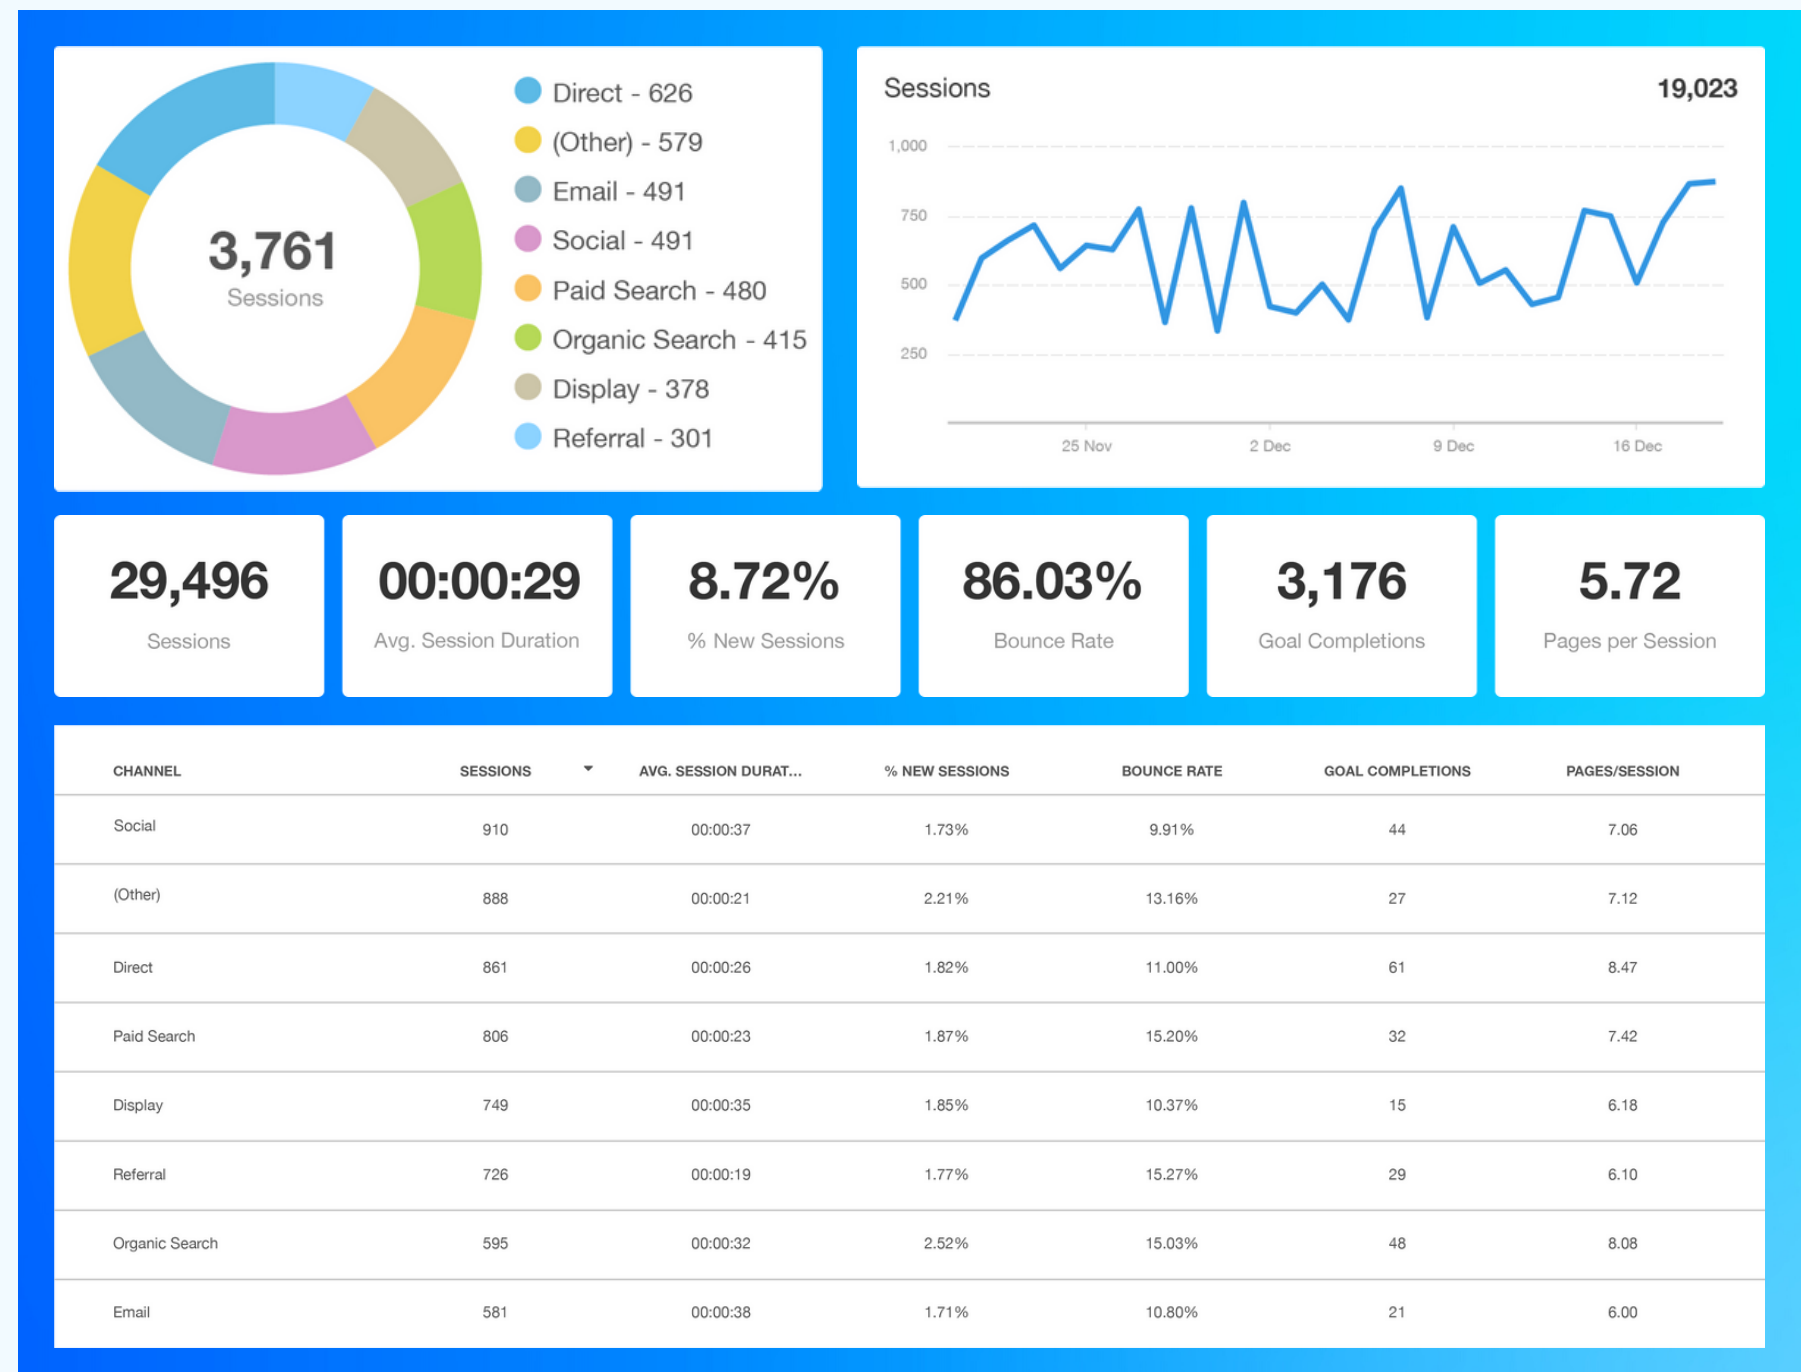 3,761
Sessions
Direct - 626
(Other) - 579
Email - 491
Social - 491
Paid Search - 480
Organic Search - 415
Display - 378
Referral - 301
Sessions 19,023
1,000
750
500
250
25 Nov 2 Dec 9 Dec 16 Dec
29,496
Sessions
00:00:29
Avg. Session Duration
8.72%
% New Sessions
86.03%
Bounce Rate
3,176
Goal Completions
5.72
Pages per Session
CHANNEL SESSIONS AVG. SESSION DURAT... % NEW SESSIONS BOUNCE RATE GOAL COMPLETIONS PAGES/SESSION
Social 910 00:00:37 1.73% 9.91% 44 7.06
(Other) 888 00:00:21 2.21% 13.16% 27 7.12
Direct 861 00:00:26 1.82% 11.00% 61 8.47
Paid Search 806 00:00:23 1.87% 15.20% 32 7.42
Display 749 00:00:35 1.85% 10.37% 15 6.18
Referral 726 00:00:19 1.77% 15.27% 29 6.10
Organic Search 595 00:00:32 2.52% 15.03% 48 8.08
Email 581 00:00:38 1.71% 10.80% 21 6.00